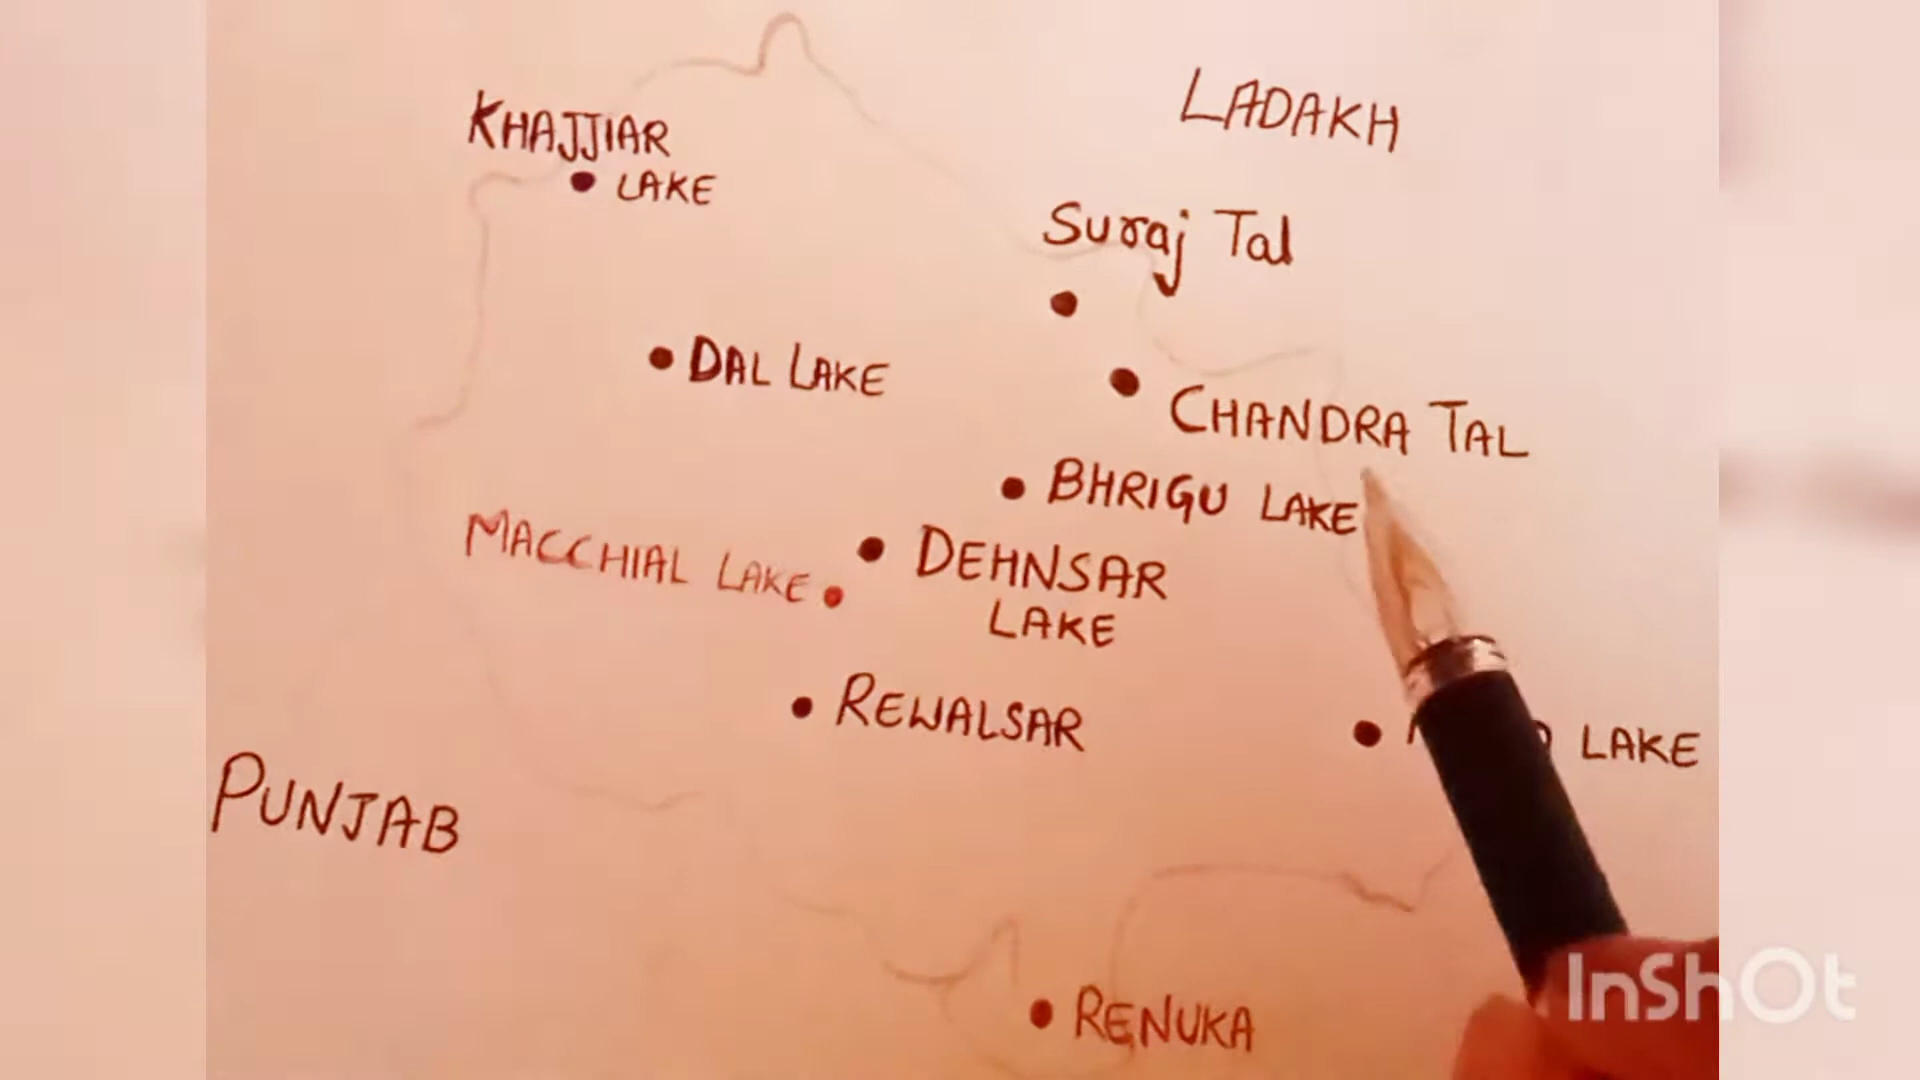 LADAKH
KHAJJIAR
LAKE
Suraj Tal
DAL LAKE
CHANDRA TAL
BHRIGU LAKE
MACCHIAL LAKE
DEHNSAR
LAKE
REWALSAR
LAKE
PUNJAB
RENUKA
InShOt